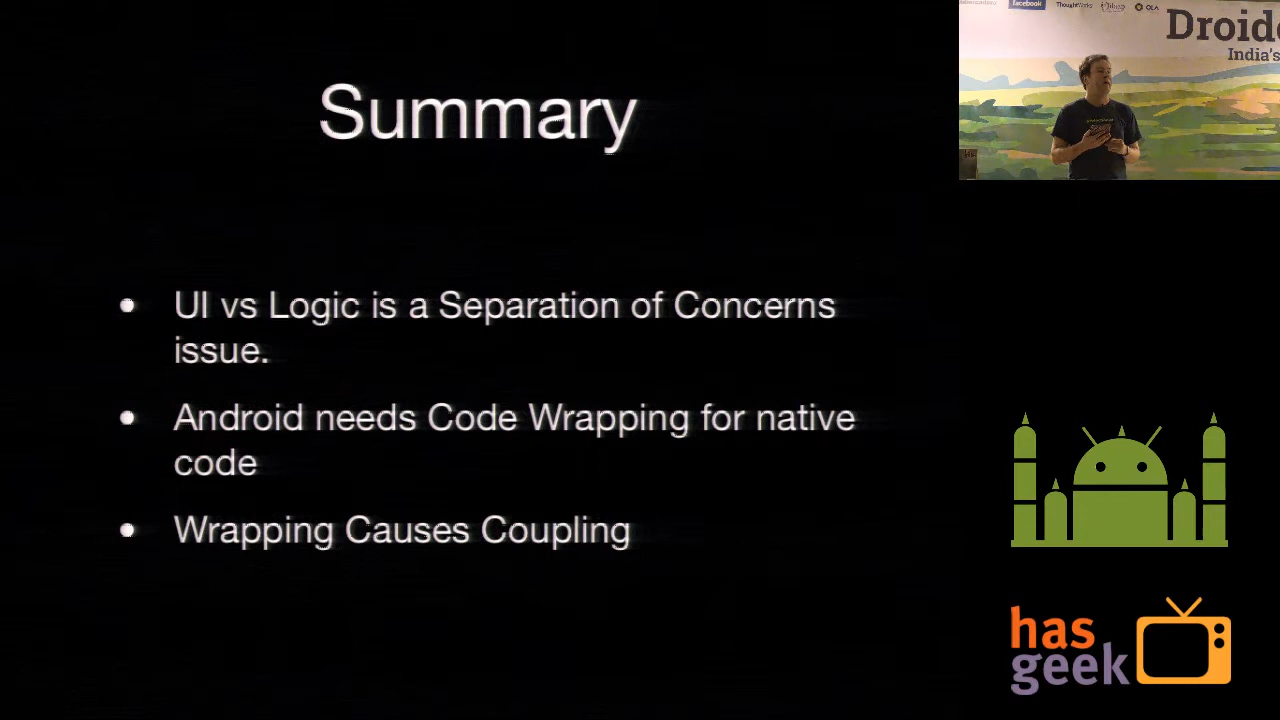 Summary
UI vs Logic is a Separation of Concerns
issue.
Android needs Code Wrapping for native
code
Wrapping Causes Coupling
facebook
ThoughtWorks
OLA
Droid
India's
has
geek